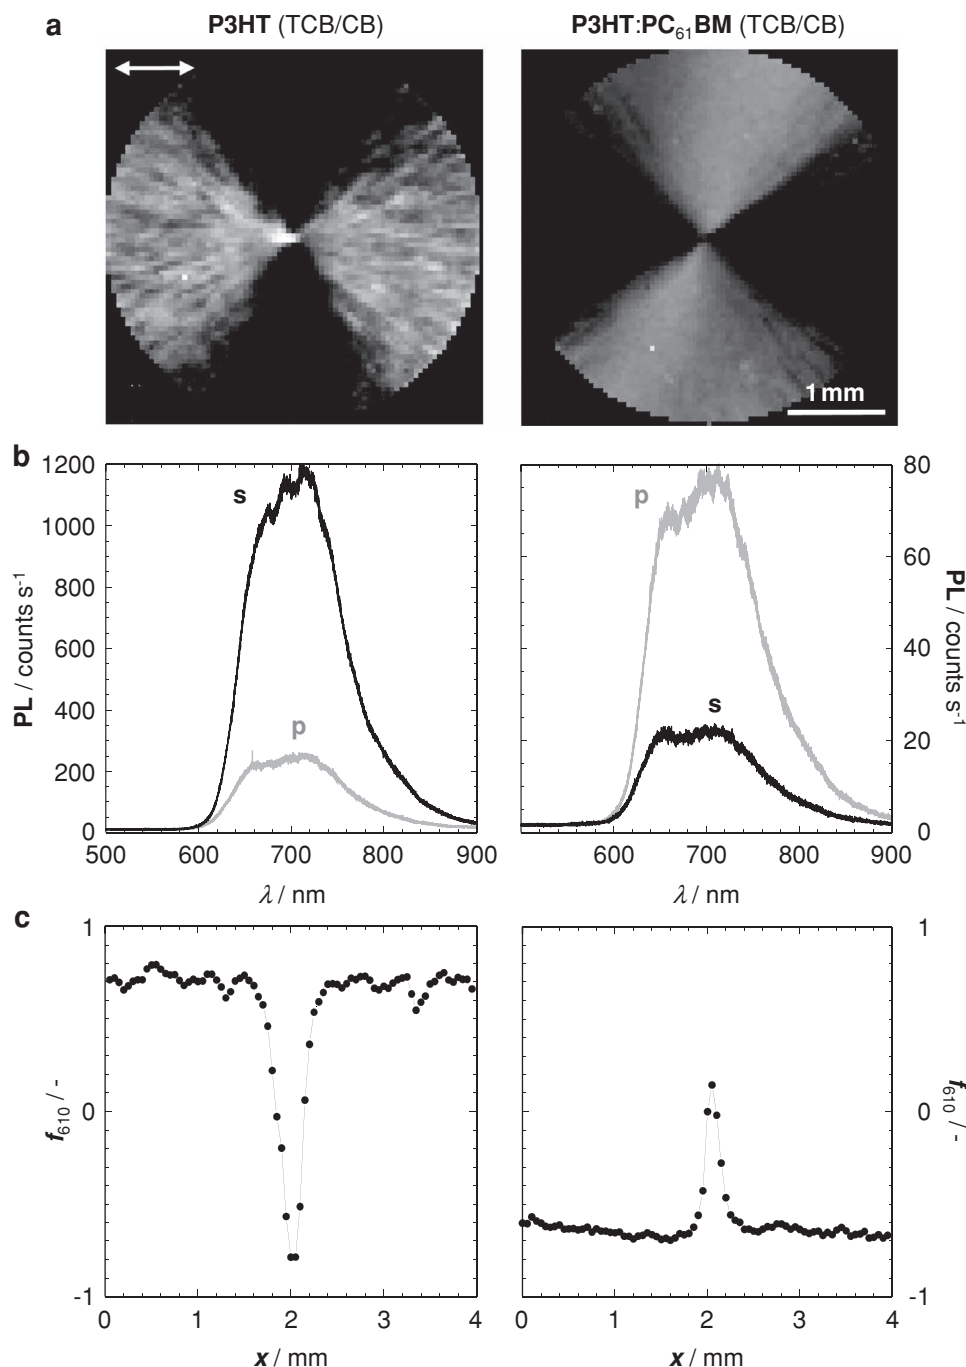 a
P3HT (TCB/CB)
P3HT:PC61BM (TCB/CB)
1 mm
b
1200
1000
800
600
400
200
0
PL / counts s-1
s
p
500
600
700
800
900
λ / nm
80
60
40
20
0
PL / counts s-1
p
s
600
700
800
900
λ / nm
c
1
0
-1
f610 / -
0
1
2
3
4
x / mm
1
0
-1
f610 / -
0
1
2
3
4
x / mm